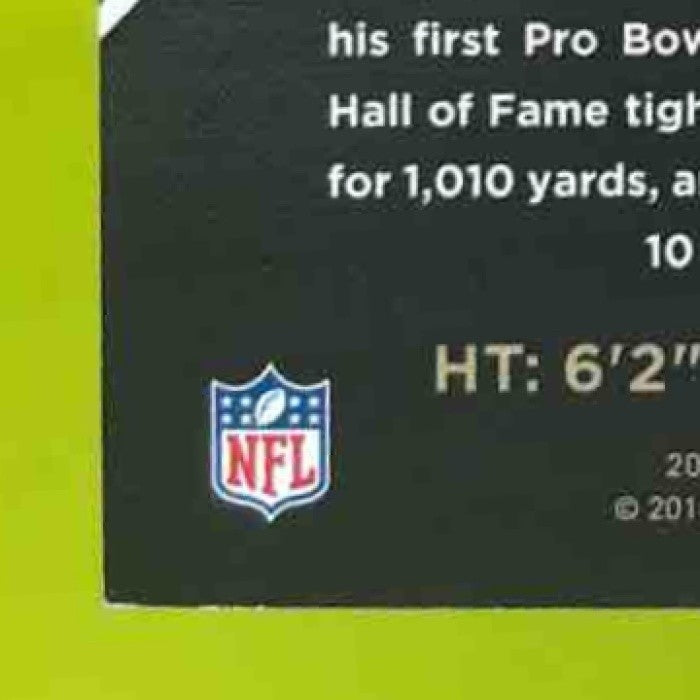 his first Pro Bow
Hall of Fame tigh
for 1,010 yards, a
10
HT: 6'2"
NFL
20
© 201